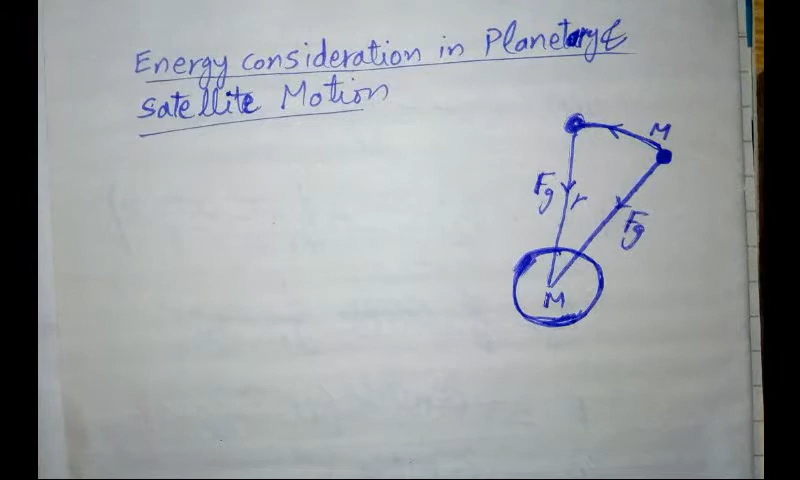 Energy consideration in Planetary &
satellite Motion
M
Fg r
Fg
M